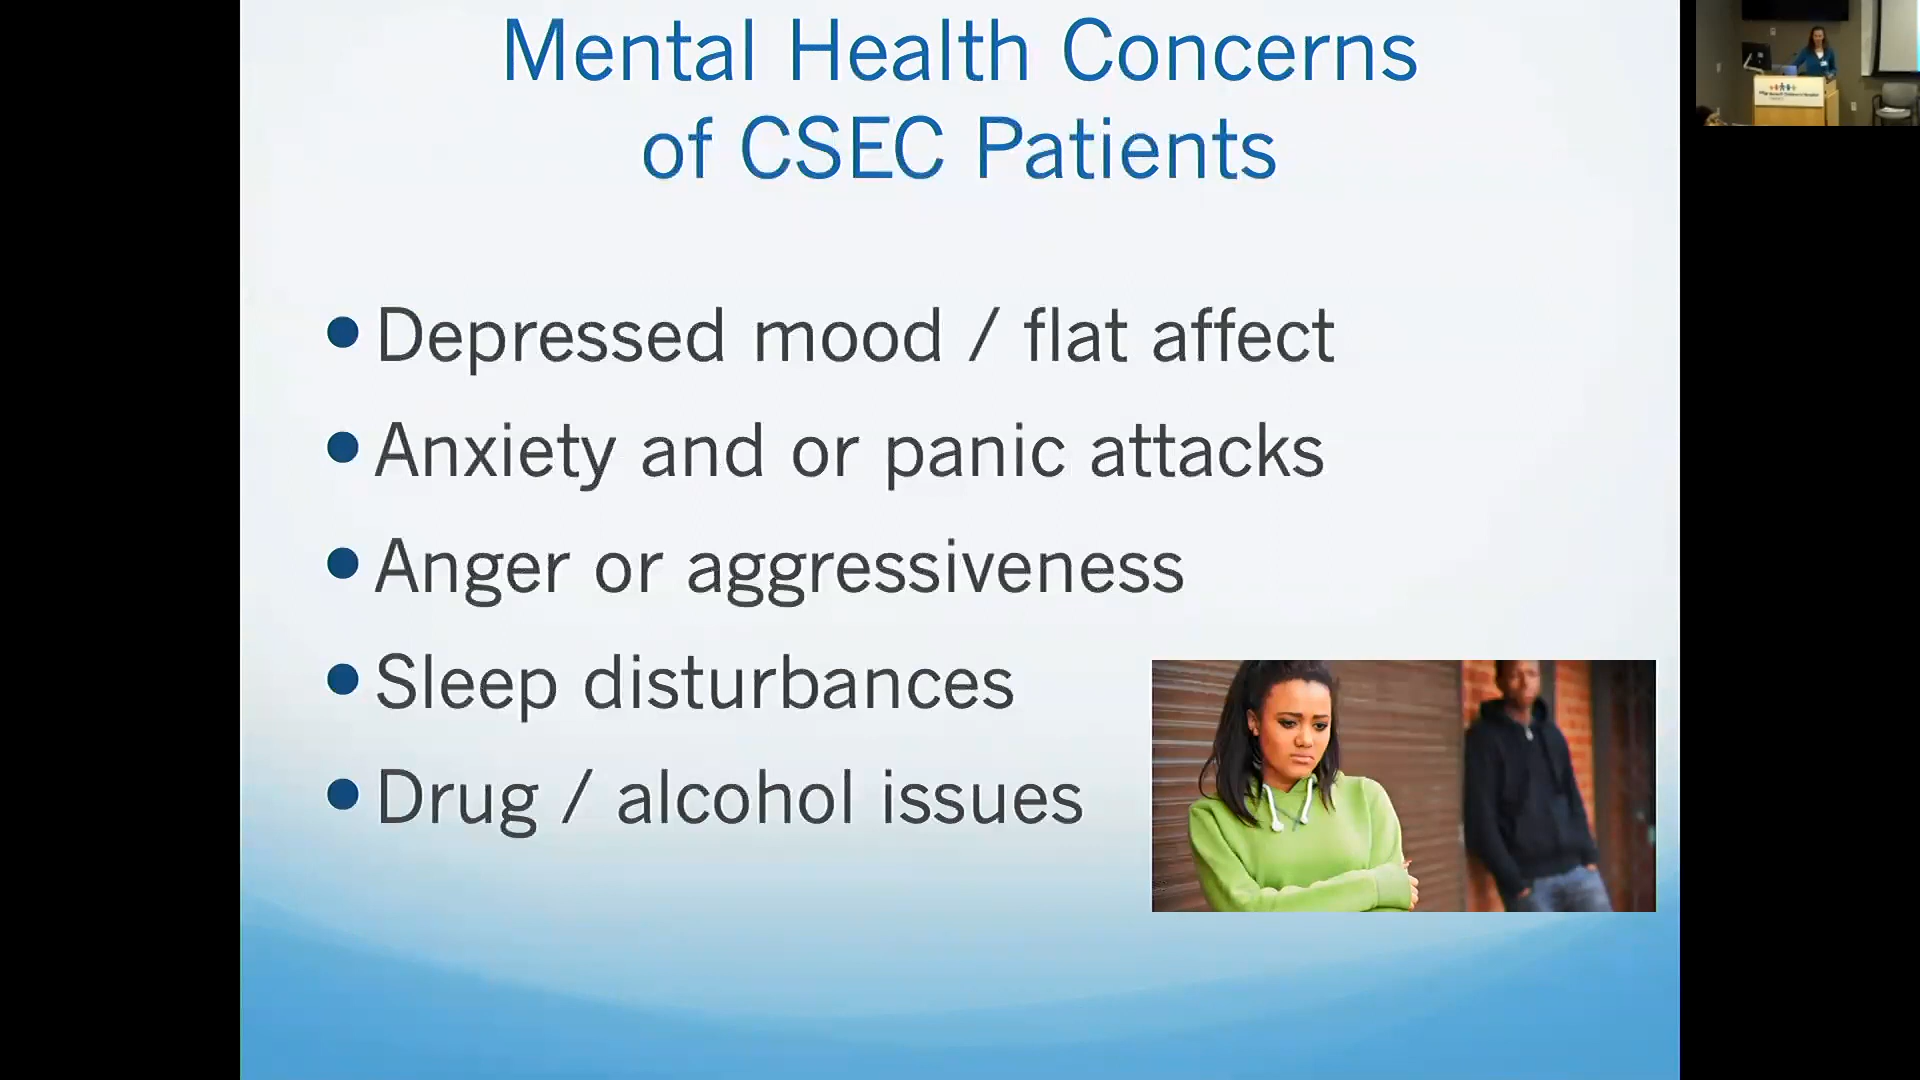 Mental Health Concerns
of CSEC Patients
• Depressed mood / flat affect
• Anxiety and or panic attacks
• Anger or aggressiveness
• Sleep disturbances
• Drug / alcohol issues